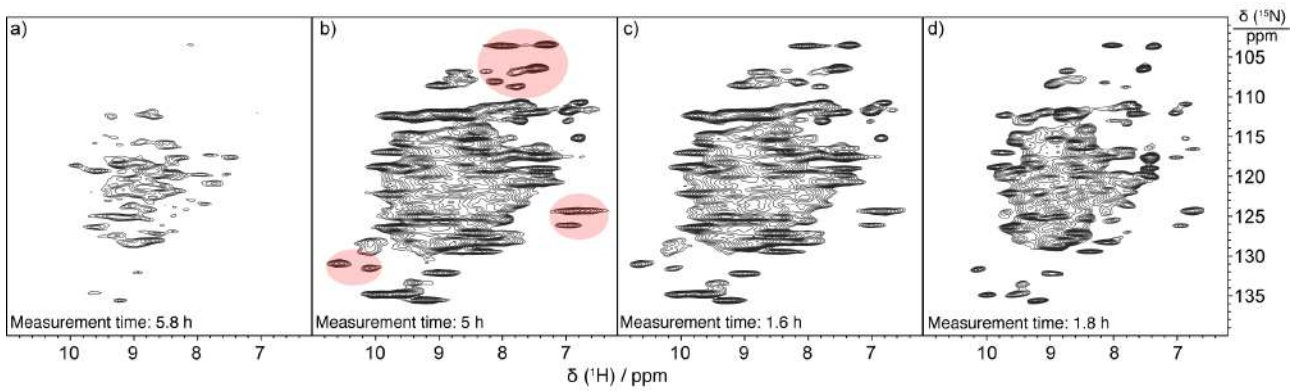 a)
b)
c)
d)
δ (¹⁵N)
ppm
105
110
115
120
125
130
135
Measurement time: 5.8 h
Measurement time: 5 h
Measurement time: 1.6 h
Measurement time: 1.8 h
10 9 8 7 10 9 8 7 10 9 8 7 10 9 8 7
δ (¹H) / ppm